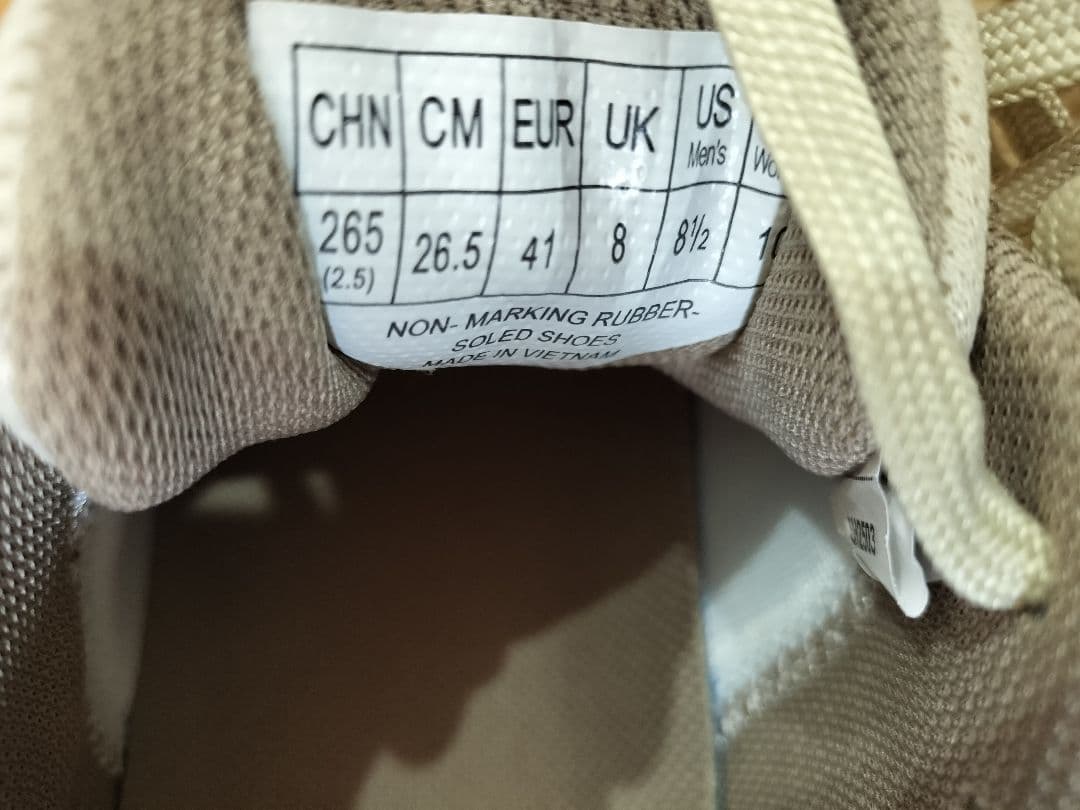 CHN CM EUR UK US
Men's
265 26.5 41 8 8½
(2.5)
NON-MARKING RUBBER-
SOLED SHOES
MADE IN VIETNAM